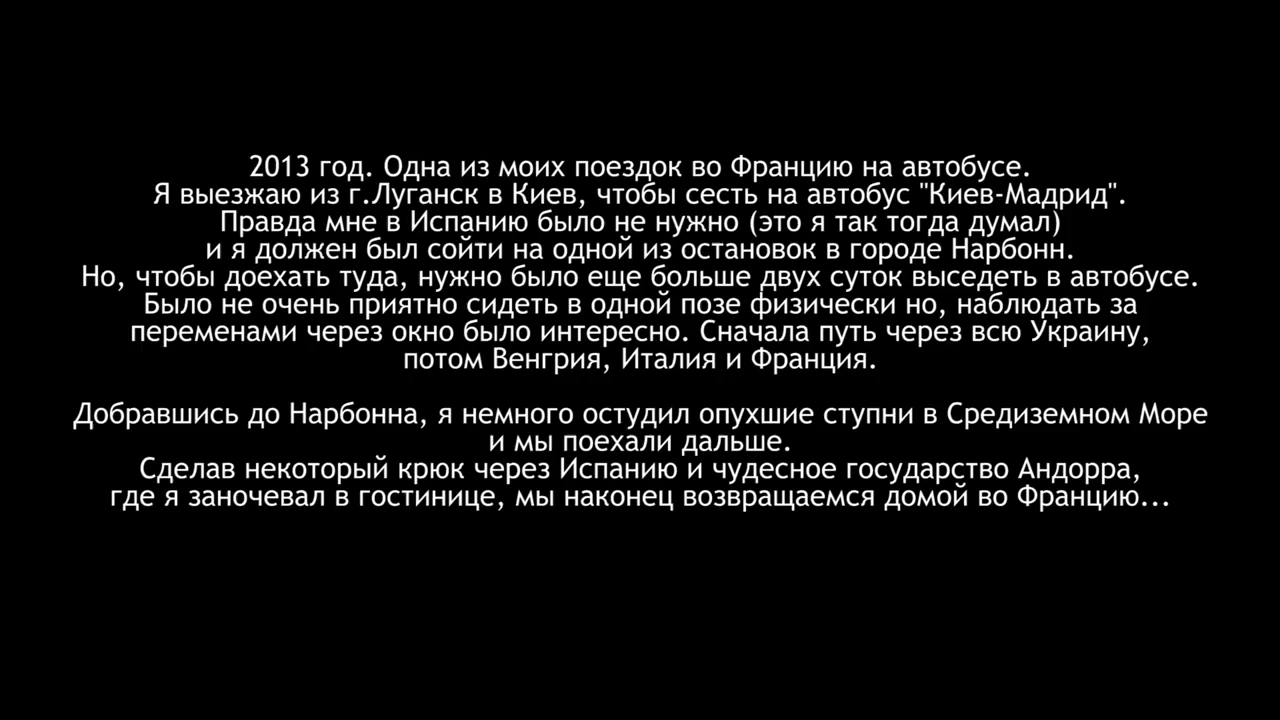 2013 год. Одна из моих поездок во Францию на автобусе.
Я выезжаю из г.Луганск в Киев, чтобы сесть на автобус "Киев-Мадрид".
Правда мне в Испанию было не нужно (это я так тогда думал)
и я должен был сойти на одной из остановок в городе Нарбонн.
Но, чтобы доехать туда, нужно было еще больше двух суток выседеть в автобусе.
Было не очень приятно сидеть в одной позе физически но, наблюдать за
переменами через окно было интересно. Сначала путь через всю Украину,
потом Венгрия, Италия и Франция.
Добравшись до Нарбонна, я немного остудил опухшие ступни в Средиземном Море
и мы поехали дальше.
Сделав некоторый крюк через Испанию и чудесное государство Андорра,
где я заночевал в гостинице, мы наконец возвращаемся домой во Францию...